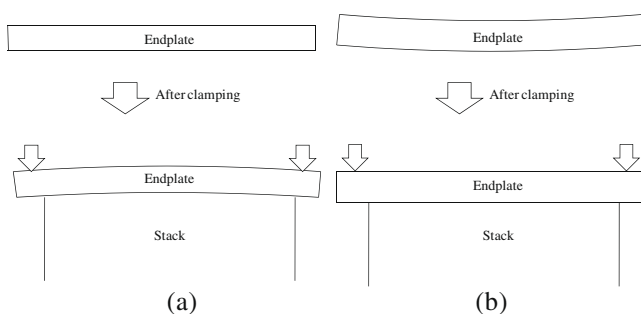 Endplate
After clamping
Endplate
Stack
(a)
Endplate
After clamping
Endplate
Stack
(b)